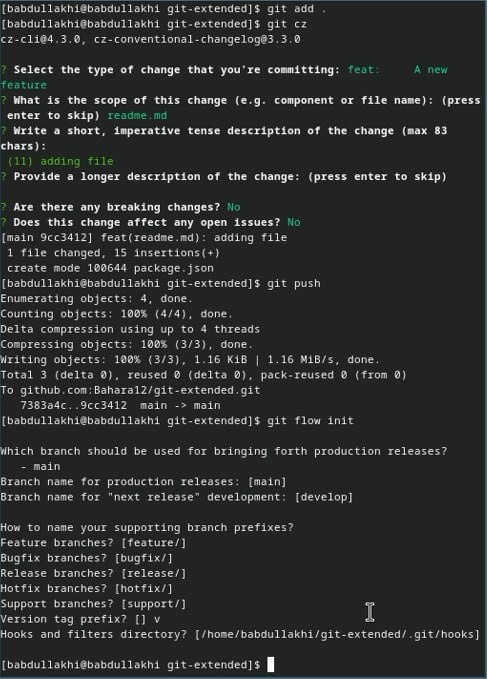 [babdullakhi@babdullakhi git-extended]$ git add .
[babdullakhi@babdullakhi git-extended]$ git cz
cz-cli@4.3.0, cz-conventional-changelog@3.3.0

? Select the type of change that you're committing: feat:     A new
feature
? What is the scope of this change (e.g. component or file name): (press
 enter to skip) readme.md
? Write a short, imperative tense description of the change (max 83
chars):
 (11) adding file
? Provide a longer description of the change: (press enter to skip)

? Are there any breaking changes? No
? Does this change affect any open issues? No
[main 9cc3412] feat(readme.md): adding file
 1 file changed, 15 insertions(+)
 create mode 100644 package.json
[babdullakhi@babdullakhi git-extended]$ git push
Enumerating objects: 4, done.
Counting objects: 100% (4/4), done.
Delta compression using up to 4 threads
Compressing objects: 100% (3/3), done.
Writing objects: 100% (3/3), 1.16 KiB | 1.16 MiB/s, done.
Total 3 (delta 0), reused 0 (delta 0), pack-reused 0 (from 0)
To github.com:Bahara12/git-extended.git
   7383a4c..9cc3412  main -> main
[babdullakhi@babdullakhi git-extended]$ git flow init

Which branch should be used for bringing forth production releases?
   - main
Branch name for production releases: [main]
Branch name for "next release" development: [develop]

How to name your supporting branch prefixes?
Feature branches? [feature/]
Bugfix branches? [bugfix/]
Release branches? [release/]
Hotfix branches? [hotfix/]
Support branches? [support/]
Version tag prefix? [] v
Hooks and filters directory? [/home/babdullakhi/git-extended/.git/hooks]

[babdullakhi@babdullakhi git-extended]$